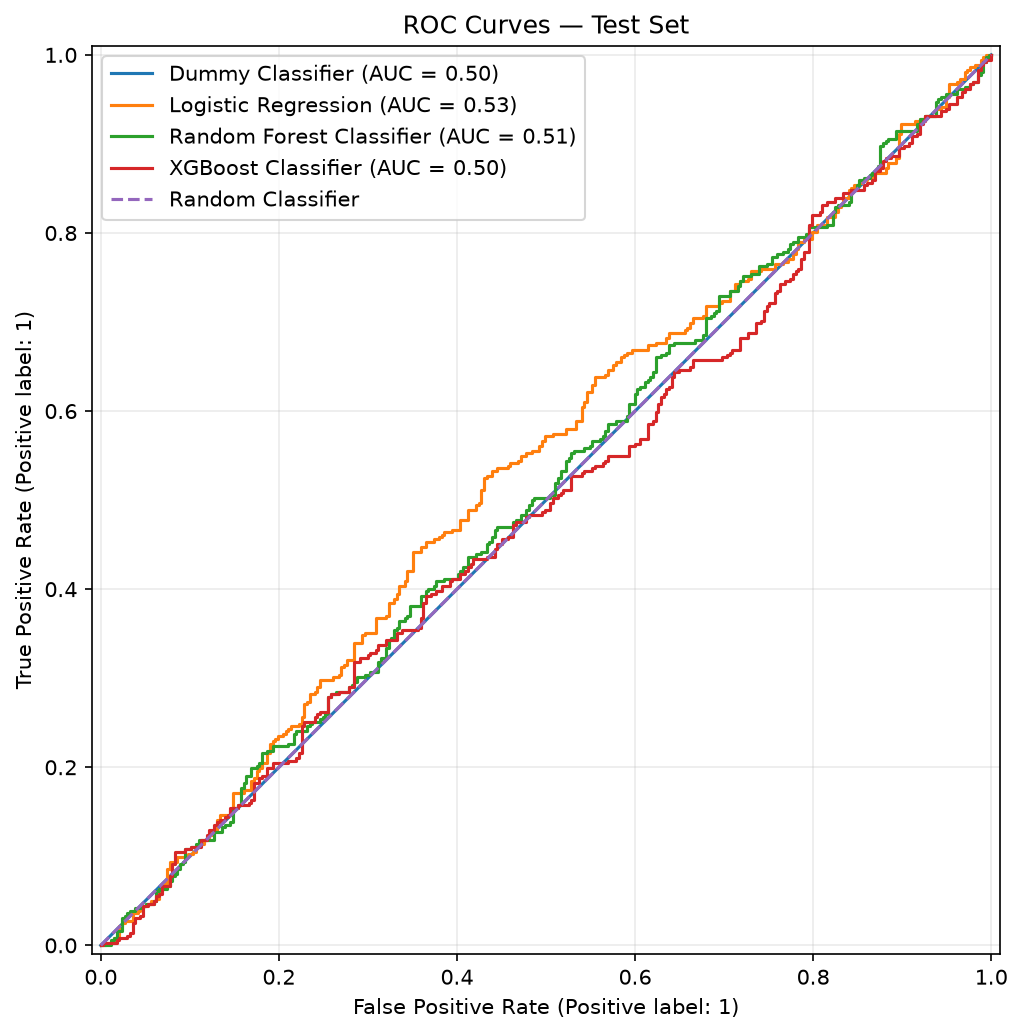 ROC Curves — Test Set
Dummy Classifier (AUC = 0.50)
Logistic Regression (AUC = 0.53)
Random Forest Classifier (AUC = 0.51)
XGBoost Classifier (AUC = 0.50)
Random Classifier
True Positive Rate (Positive label: 1)
1.0
0.8
0.6
0.4
0.2
0.0
0.0 0.2 0.4 0.6 0.8 1.0
False Positive Rate (Positive label: 1)